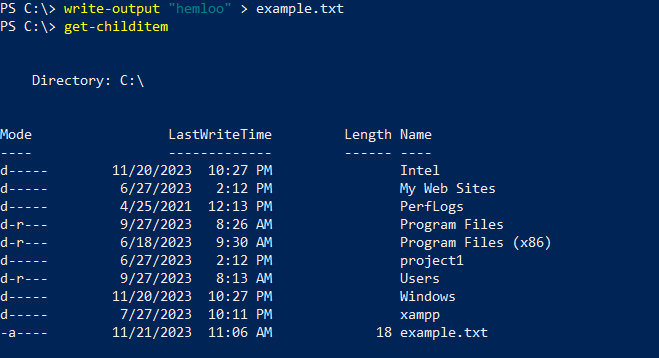 PS C:\> write-output "hemloo" > example.txt
PS C:\> get-childitem
Directory: C:\
Mode LastWriteTime Length Name
---- ------------- ------ ----
d----- 11/20/2023 10:27 PM Intel
d----- 6/27/2023 2:12 PM My Web Sites
d----- 4/25/2021 12:13 PM PerfLogs
d-r--- 9/27/2023 8:26 AM Program Files
d-r--- 6/18/2023 9:30 AM Program Files (x86)
d----- 6/27/2023 2:12 PM project1
d-r--- 9/27/2023 8:13 AM Users
d----- 11/20/2023 10:27 PM Windows
d----- 7/27/2023 10:11 PM xampp
-a---- 11/21/2023 11:06 AM 18 example.txt